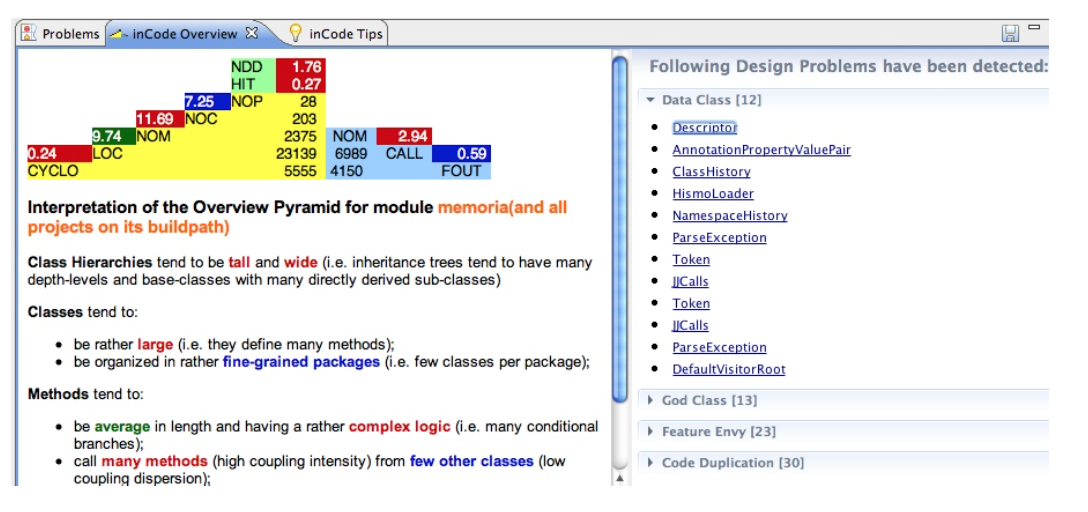 Problems inCode Overview inCode Tips
NDD 1.76
HIT 0.27
7.25 NOP 28
11.69 NOC 203
9.74 NOM 2375 NOM 2.94
0.24 LOC 23139 6989 CALL 0.59
CYCLO 5555 4150 FOUT
Interpretation of the Overview Pyramid for module memoria(and all
projects on its buildpath)
Class Hierarchies tend to be tall and wide (i.e. inheritance trees tend to have many
depth-levels and base-classes with many directly derived sub-classes)
Classes tend to:
• be rather large (i.e. they define many methods);
• be organized in rather fine-grained packages (i.e. few classes per package);
Methods tend to:
• be average in length and having a rather complex logic (i.e. many conditional
branches);
• call many methods (high coupling intensity) from few other classes (low
coupling dispersion);
Following Design Problems have been detected:
Data Class [12]
• Descriptor
• AnnotationPropertyValuePair
• ClassHistory
• HismoLoader
• NamespaceHistory
• ParseException
• Token
• JJCalls
• Token
• JJCalls
• ParseException
• DefaultVisitorRoot
God Class [13]
Feature Envy [23]
Code Duplication [30]